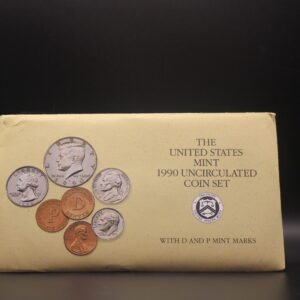 THE
UNITED STATES
MINT
1990 UNCIRCULATED
COIN SET
WITH D AND P MINT MARKS
P
D